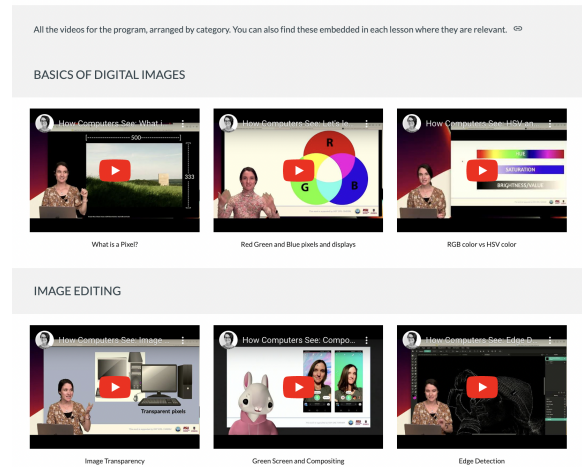 All the videos for the program, arranged by category. You can also find these embedded in each lesson where they are relevant.
BASICS OF DIGITAL IMAGES
How Computers See: What i...
500
333
What is a Pixel?
How Computers See: Let's le...
R
G
B
Red Green and Blue pixels and displays
How Computers See: HSV an...
HUE
SATURATION
BRIGHTNESS/VALUE
RGB color vs HSV color
IMAGE EDITING
How Computers See: Image...
Transparent pixels
Image Transparency
How Computers See: Compo...
Green Screen and Compositing
How Computers See: Edge D...
Edge Detection